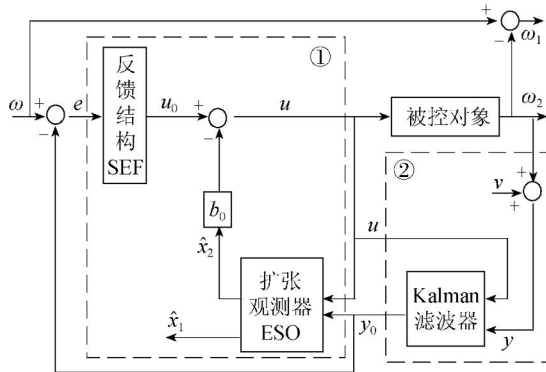 ①
ω
+
−
e
反
馈
结
构
SEF
u₀
+
−
u
被控对象
+
−
ω₁
ω₂
②
v
+
+
b₀
x̂₂
u
扩张
观测器
ESO
x̂₁
y₀
Kalman
滤波器
y